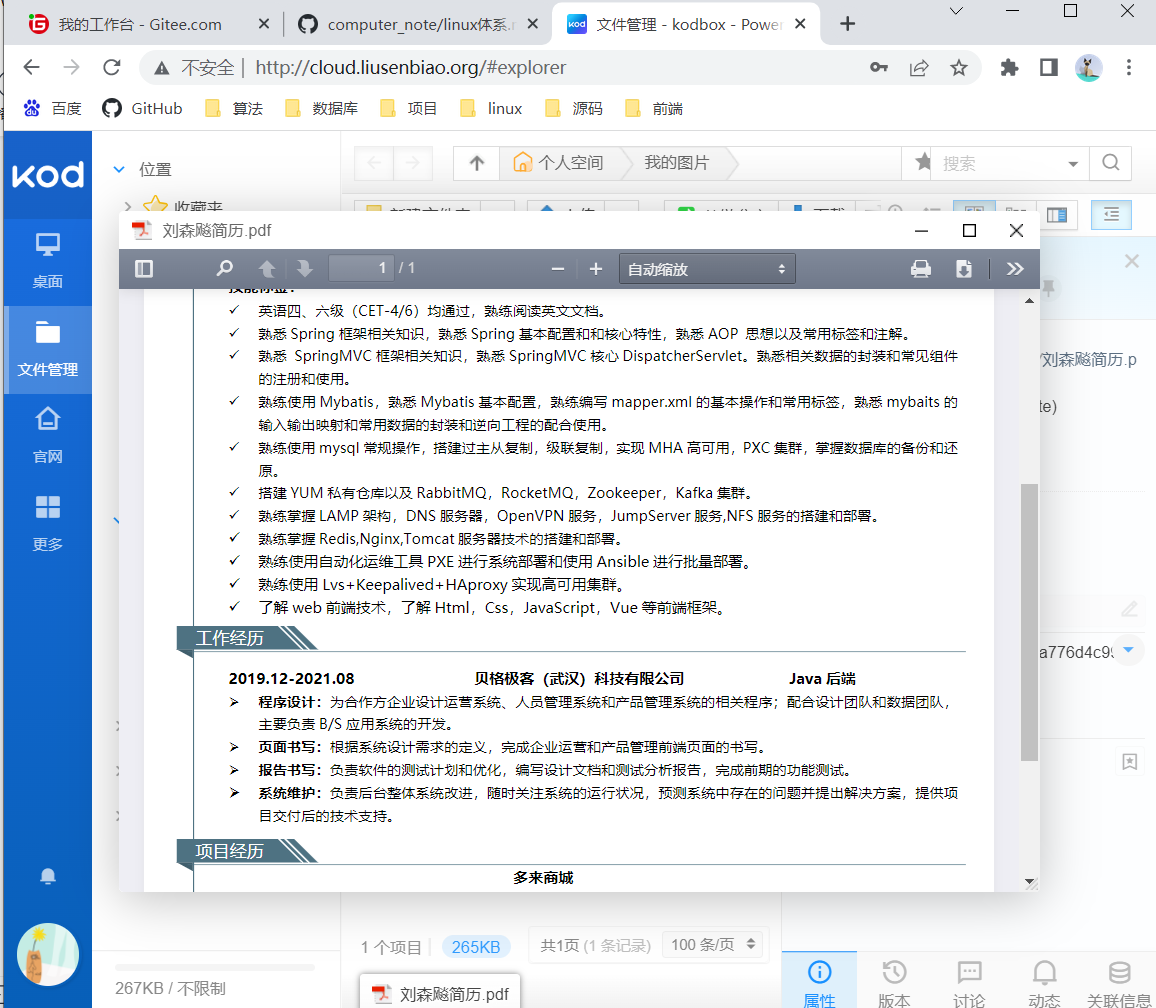 我的工作台 - Gitee.com
computer_note/linux体系.
文件管理 - kodbox - Power
不安全 | http://cloud.liusenbiao.org/#explorer
百度 GitHub 算法 数据库 项目 linux 源码 前端
kod
桌面
文件管理
官网
更多
位置
收藏夹
个人空间 我的图片
搜索
刘森飚简历.pdf
1 / 1
自动缩放
英语四、六级（CET-4/6）均通过，熟练阅读英文文档。
熟悉 Spring 框架相关知识，熟悉 Spring 基本配置和和核心特性，熟悉 AOP 思想以及常用标签和注解。
熟悉 SpringMVC 框架相关知识，熟悉 SpringMVC 核心 DispatcherServlet。熟悉相关数据的封装和常见组件
的注册和使用。
熟练使用 Mybatis，熟悉 Mybatis 基本配置，熟练编写 mapper.xml 的基本操作和常用标签，熟悉 mybaits 的
输入输出映射和常用数据的封装和逆向工程的配合使用。
熟练使用 mysql 常规操作，搭建过主从复制，级联复制，实现 MHA 高可用，PXC 集群，掌握数据库的备份和还
原。
搭建 YUM 私有仓库以及 RabbitMQ，RocketMQ，Zookeeper，Kafka 集群。
熟练掌握 LAMP 架构，DNS 服务器，OpenVPN 服务，JumpServer 服务,NFS 服务的搭建和部署。
熟练掌握 Redis,Nginx,Tomcat 服务器技术的搭建和部署。
熟练使用自动化运维工具 PXE 进行系统部署和使用 Ansible 进行批量部署。
熟练使用 Lvs+Keepalived+HAproxy 实现高可用集群。
了解 web 前端技术，了解 Html，Css，JavaScript，Vue 等前端框架。
工作经历
2019.12-2021.08 贝格极客（武汉）科技有限公司 Java 后端
程序设计：为合作方企业设计运营系统、人员管理系统和产品管理系统的相关程序；配合设计团队和数据团队，
主要负责 B/S 应用系统的开发。
页面书写：根据系统设计需求的定义，完成企业运营和产品管理前端页面的书写。
报告书写：负责软件的测试计划和优化，编写设计文档和测试分析报告，完成前期的功能测试。
系统维护：负责后台整体系统改进，随时关注系统的运行状况，预测系统中存在的问题并提出解决方案，提供项
目交付后的技术支持。
项目经历
多来商城
/刘森飚简历.p
te)
a776d4c99
1 个项目 265KB 共1页 (1 条记录) 100 条/页
267KB / 不限制
刘森飚简历.pdf
属性 版本 讨论 动态 关联信息